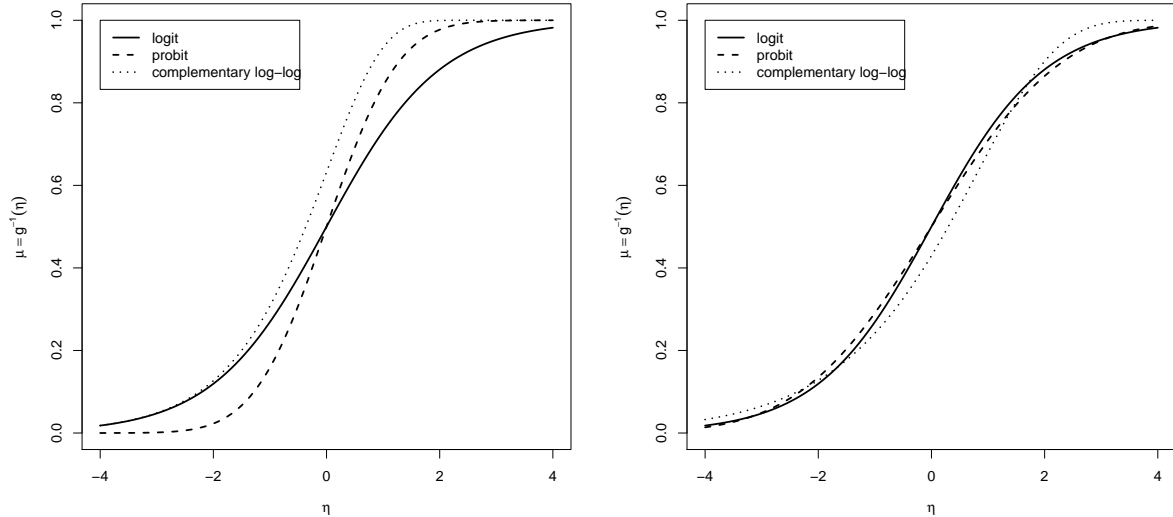 logit
probit
complementary log−log
1.0
0.8
0.6
0.4
0.2
0.0
μ = g⁻¹(η)
−4
−2
0
2
4
η
logit
probit
complementary log−log
1.0
0.8
0.6
0.4
0.2
0.0
μ = g⁻¹(η)
−4
−2
0
2
4
η